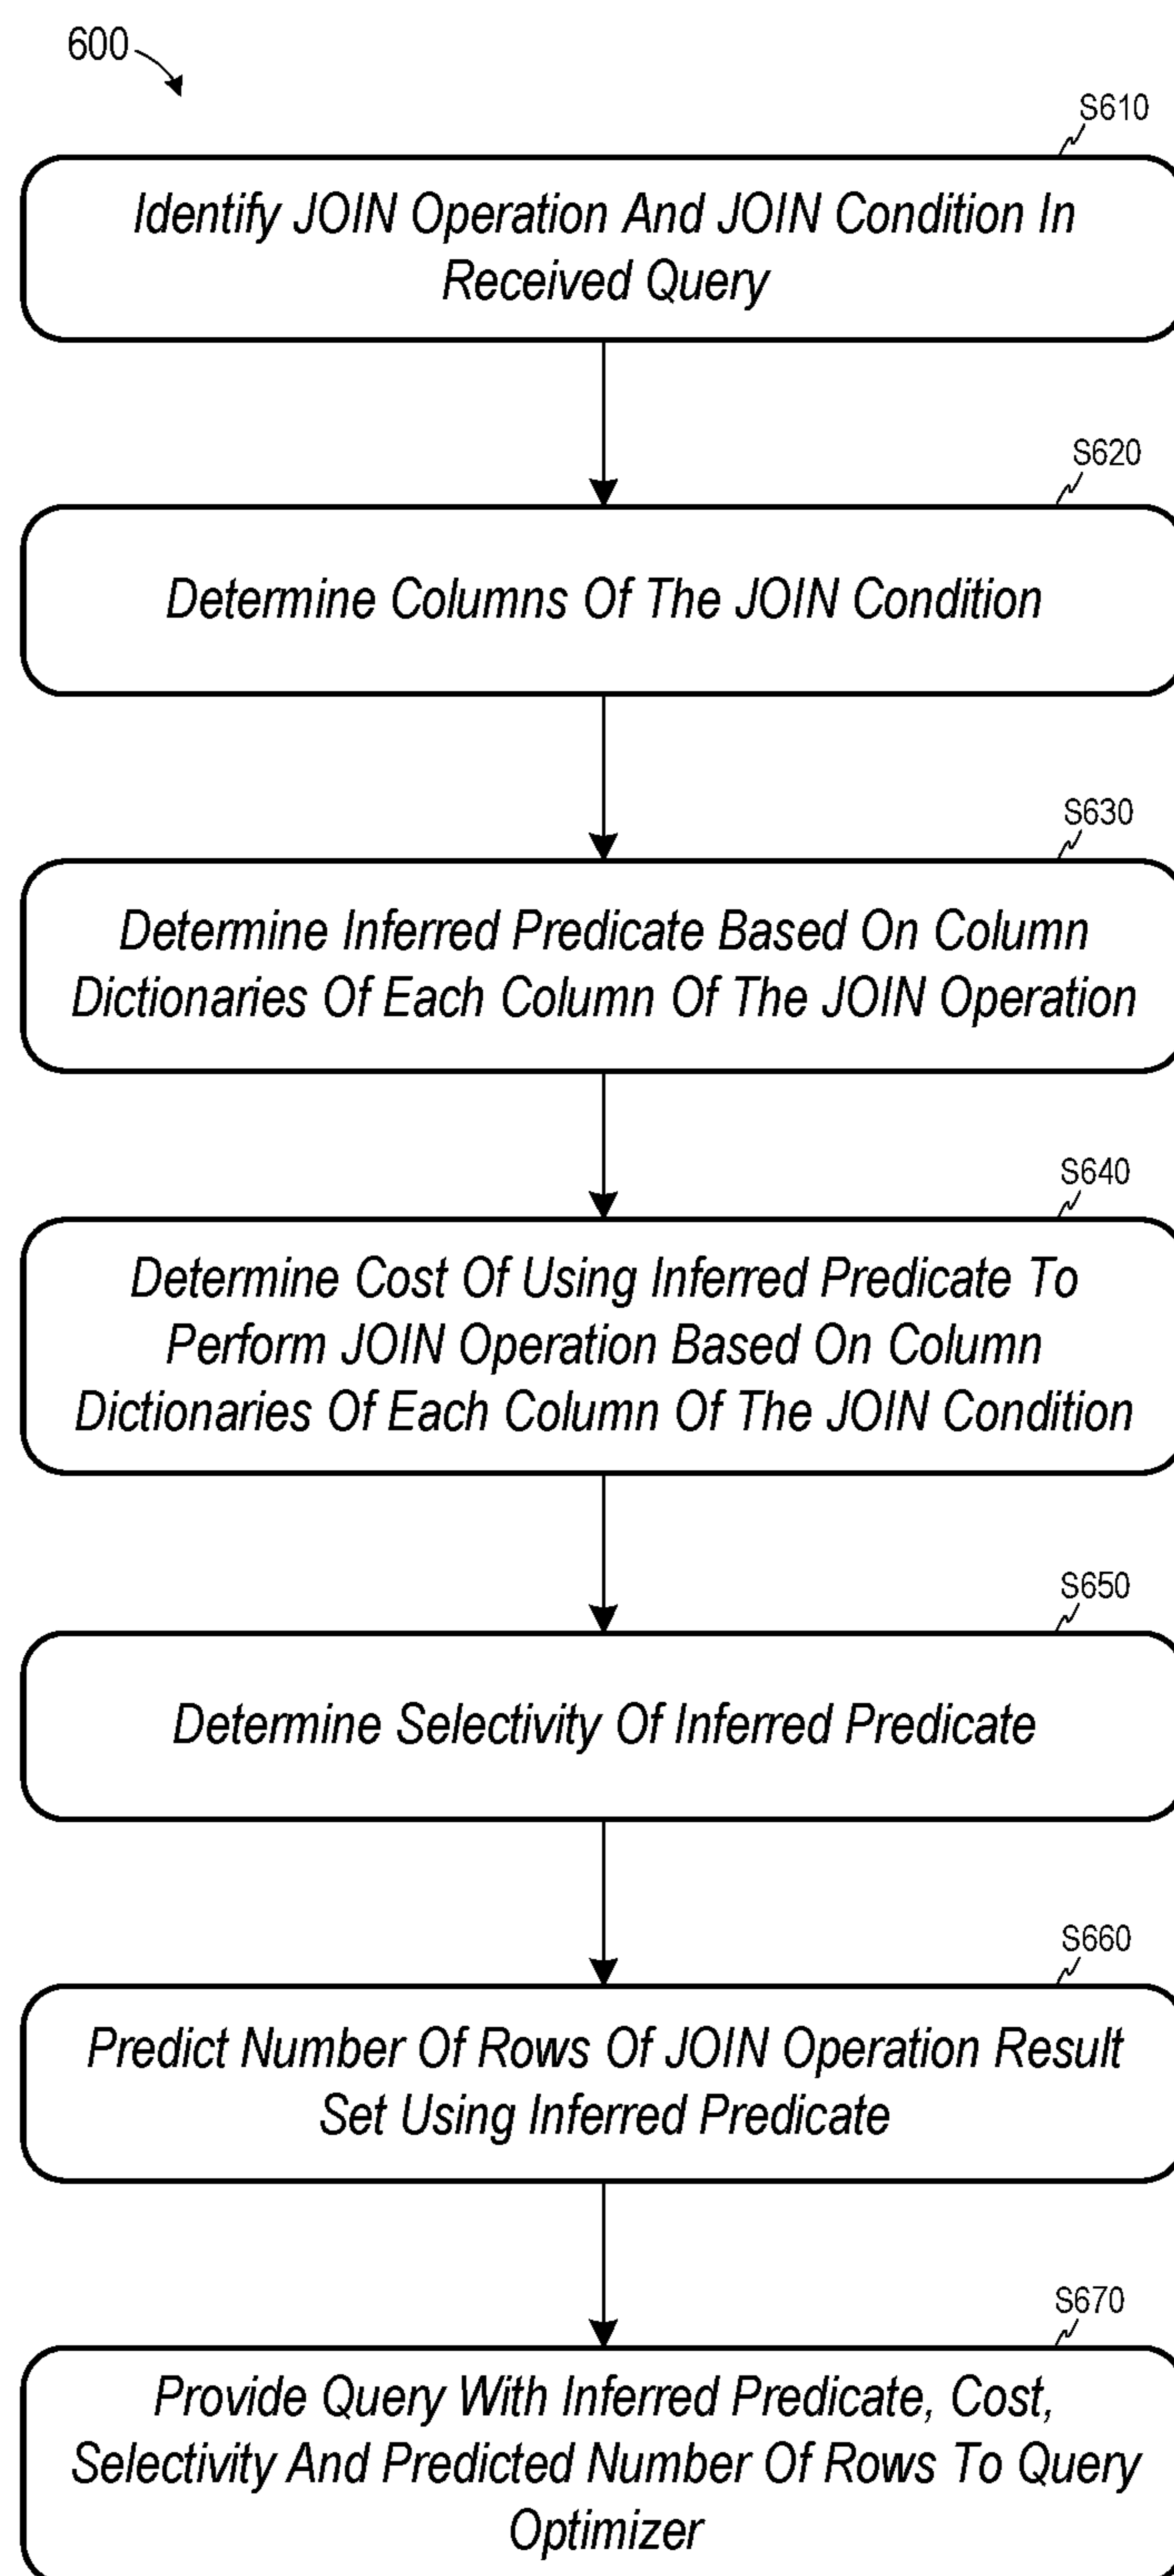 600
S610
Identify JOIN Operation And JOIN Condition In
Received Query
S620
Determine Columns Of The JOIN Condition
S630
Determine Inferred Predicate Based On Column
Dictionaries Of Each Column Of The JOIN Operation
S640
Determine Cost Of Using Inferred Predicate To
Perform JOIN Operation Based On Column
Dictionaries Of Each Column Of The JOIN Condition
S650
Determine Selectivity Of Inferred Predicate
S660
Predict Number Of Rows Of JOIN Operation Result
Set Using Inferred Predicate
S670
Provide Query With Inferred Predicate, Cost,
Selectivity And Predicted Number Of Rows To Query
Optimizer